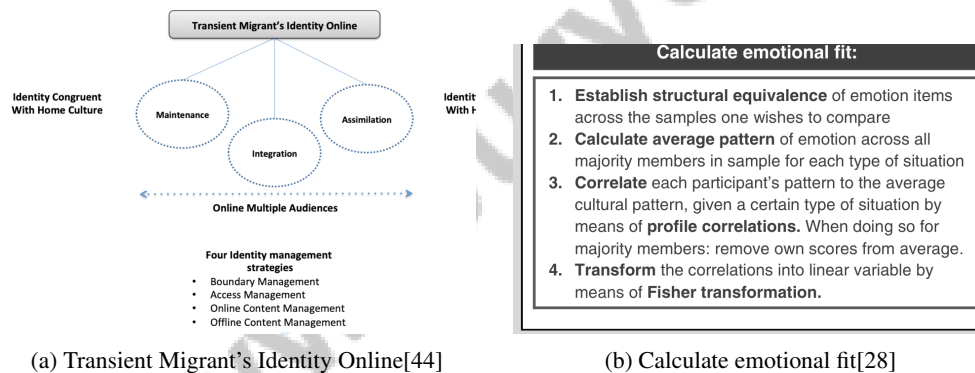 Transient Migrant's Identity Online
Identity Congruent
With Home Culture
Maintenance
Integration
Assimilation
Online Multiple Audiences
Four Identity management
strategies
• Boundary Management
• Access Management
• Online Content Management
• Offline Content Management
(a) Transient Migrant's Identity Online[44]
Calculate emotional fit:
1. Establish structural equivalence of emotion items
across the samples one wishes to compare
2. Calculate average pattern of emotion across all
majority members in sample for each type of situation
3. Correlate each participant's pattern to the average
cultural pattern, given a certain type of situation by
means of profile correlations. When doing so for
majority members: remove own scores from average.
4. Transform the correlations into linear variable by
means of Fisher transformation.
(b) Calculate emotional fit[28]